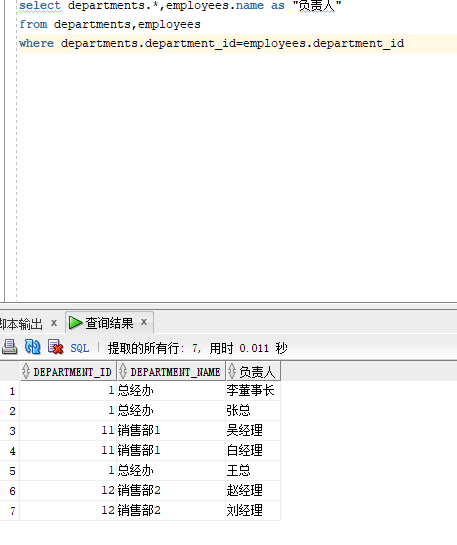 select departments.*,employees.name as "负责人"
from departments,employees
where departments.department_id=employees.department_id
脚本输出 x 查询结果 x
SQL | 提取的所有行: 7, 用时 0.011 秒
DEPARTMENT_ID DEPARTMENT_NAME 负责人
1 1 总经办 李董事长
2 1 总经办 张总
3 11 销售部1 吴经理
4 11 销售部1 白经理
5 1 总经办 王总
6 12 销售部2 赵经理
7 12 销售部2 刘经理